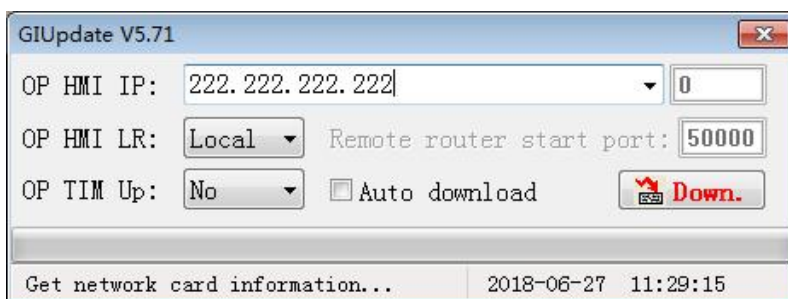 GIUpdate V5.71
OP HMI IP: 222.222.222.222 0
OP HMI LR: Local Remote router start port: 50000
OP TIM Up: No Auto download Down.
Get network card information... 2018-06-27 11:29:15